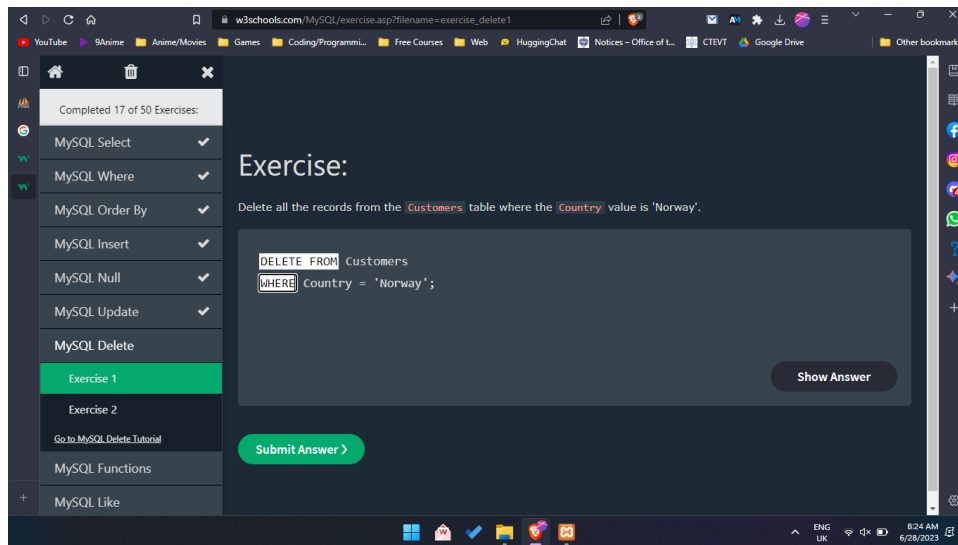 w3schools.com/MySQL/exercise.asp?filename=exercise_delete1
YouTube 9Anime Anime/Movies Games Coding/Programmi... Free Courses Web HuggingChat Notices – Office of t... CTEVT Google Drive Other bookmark
Completed 17 of 50 Exercises:
MySQL Select
MySQL Where
MySQL Order By
MySQL Insert
MySQL Null
MySQL Update
MySQL Delete
Exercise 1
Exercise 2
Go to MySQL Delete Tutorial
MySQL Functions
MySQL Like
Exercise:
Delete all the records from the Customers table where the Country value is 'Norway'.
DELETE FROM Customers
WHERE Country = 'Norway';
Show Answer
Submit Answer ❯
ENG
UK
8:24 AM
6/28/2023